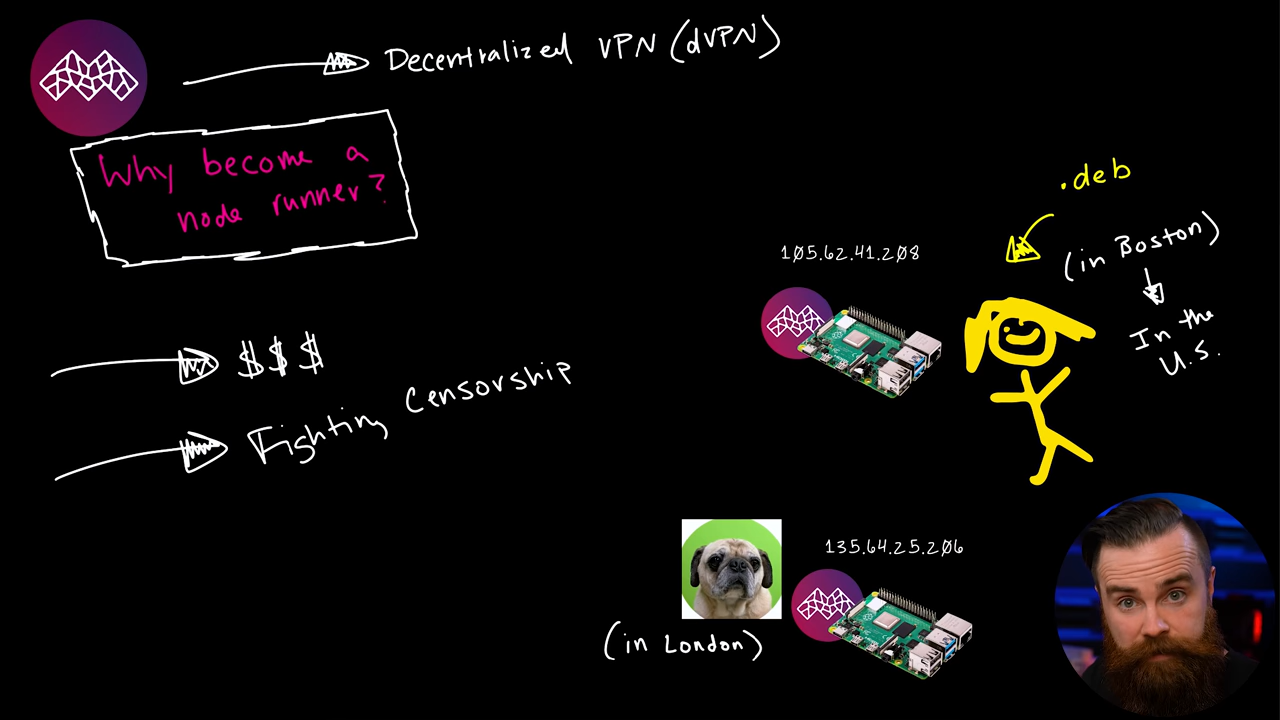 Decentralized VPN (dVPN)
Why become a
node runner?
.deb
(in Boston)
In the
U.S.
105.62.41.208
$$$
Fighting Censorship
135.64.25.206
(in London)